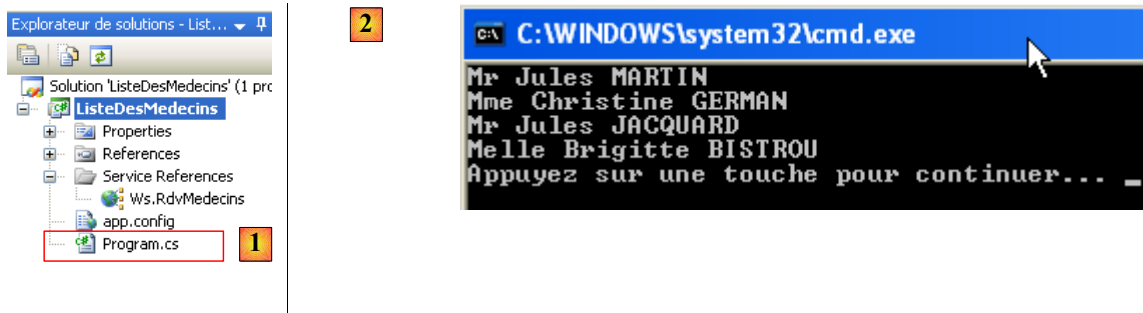 Explorateur de solutions - List...
Solution 'ListeDesMedecins' (1 prc
ListeDesMedecins
Properties
References
Service References
Ws.RdvMedecins
app.config
Program.cs
1
2
C:\WINDOWS\system32\cmd.exe
Mr Jules MARTIN
Mme Christine GERMAN
Mr Jules JACQUARD
Melle Brigitte BISTROU
Appuyez sur une touche pour continuer... _